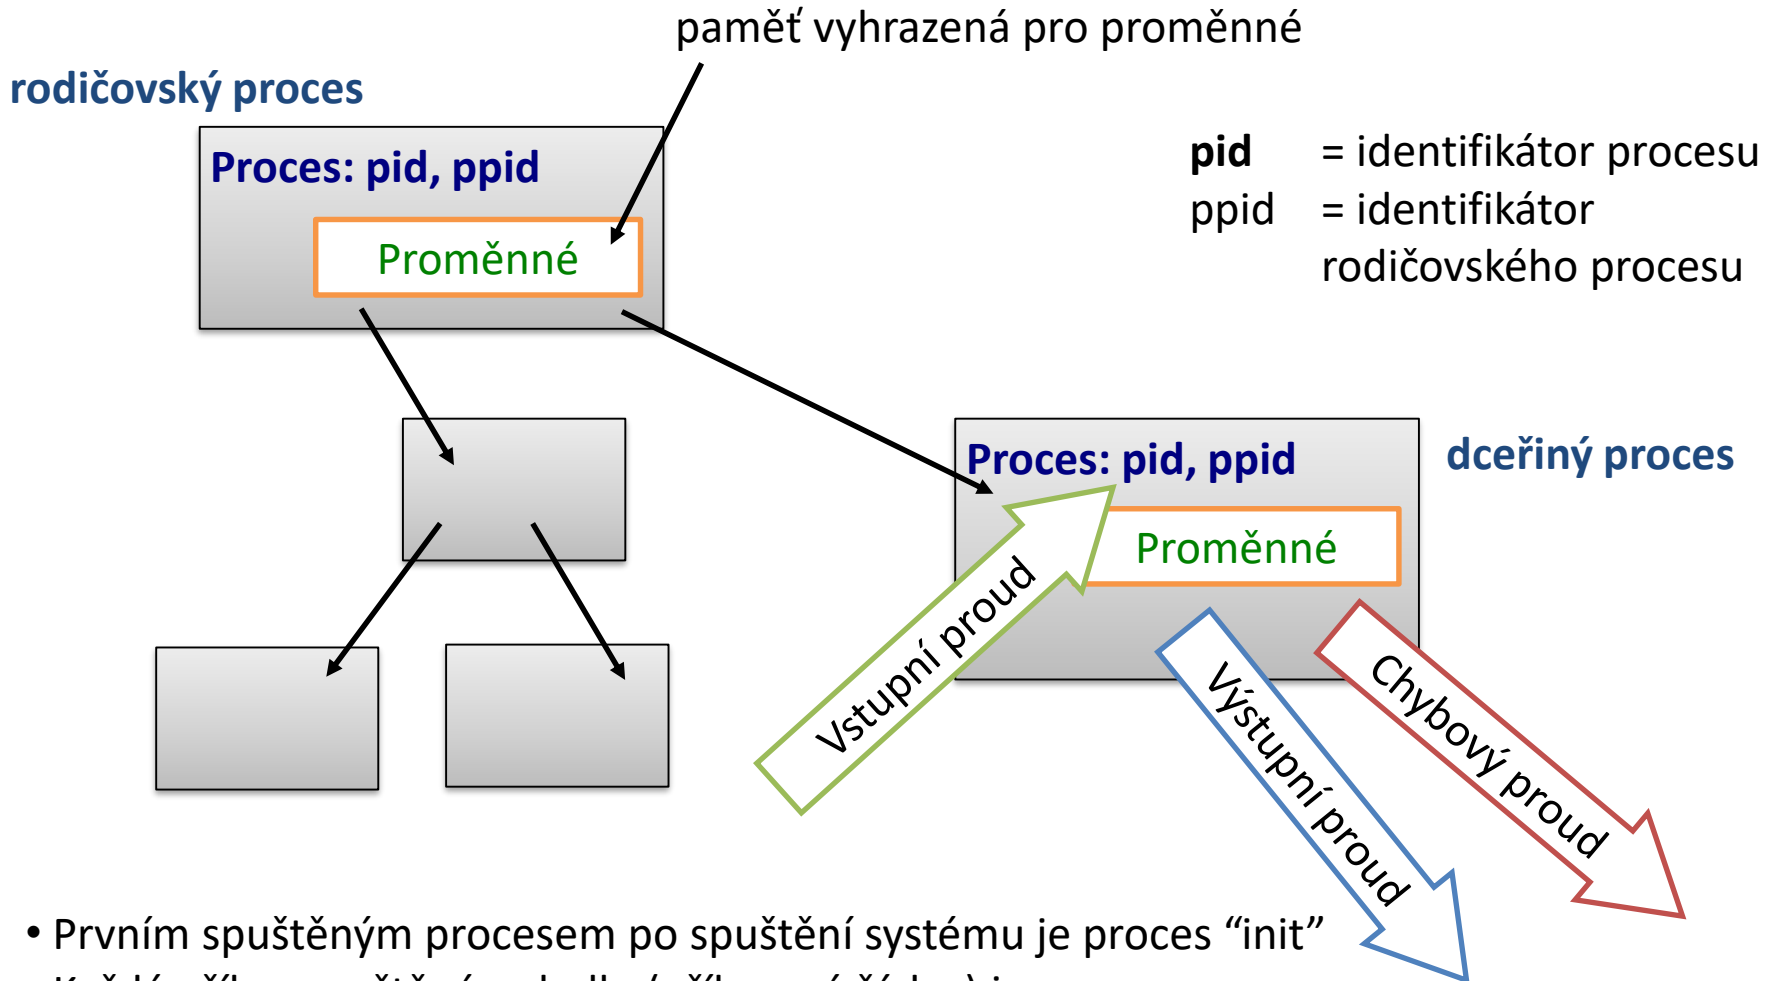 paměť vyhrazená pro proměnné
rodičovský proces
Proces: pid, ppid
Proměnné
pid = identifikátor procesu
ppid = identifikátor
rodičovského procesu
Proces: pid, ppid
dceřiný proces
Proměnné
Vstupní proud
Výstupní proud
Chybový proud
• Prvním spuštěným procesem po spuštění systému je proces “init”